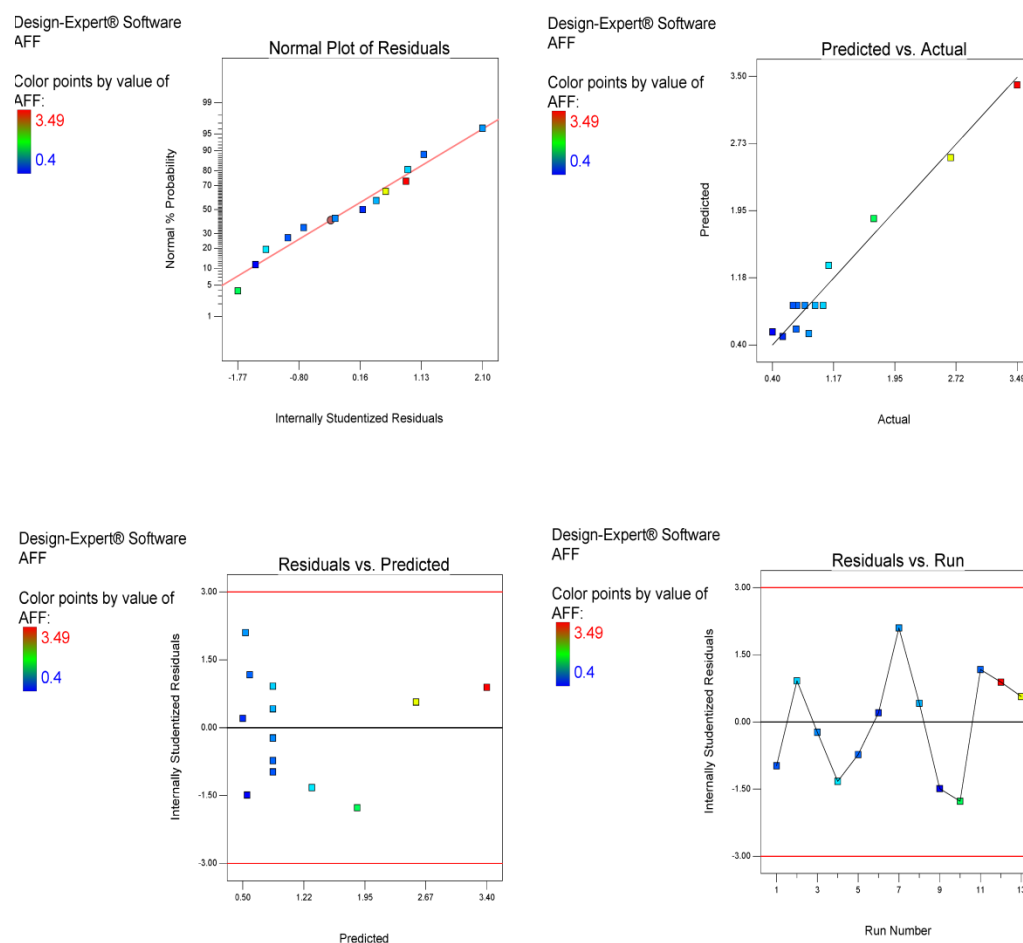 Design-Expert® Software
AFF
Color points by value of
AFF:
3.49
0.4
Normal Plot of Residuals
Normal % Probability
99
95
90
80
70
50
30
20
10
5
1
-1.77
-0.80
0.16
1.13
2.10
Internally Studentized Residuals
Design-Expert® Software
AFF
Color points by value of
AFF:
3.49
0.4
Predicted vs. Actual
Predicted
3.50
2.73
1.95
1.18
0.40
0.40
1.17
1.95
2.72
3.49
Actual
Design-Expert® Software
AFF
Color points by value of
AFF:
3.49
0.4
Residuals vs. Predicted
Internally Studentized Residuals
3.00
1.50
0.00
-1.50
-3.00
0.50
1.22
1.95
2.67
3.40
Predicted
Design-Expert® Software
AFF
Color points by value of
AFF:
3.49
0.4
Residuals vs. Run
Internally Studentized Residuals
3.00
1.50
0.00
-1.50
-3.00
1
3
5
7
9
11
13
Run Number